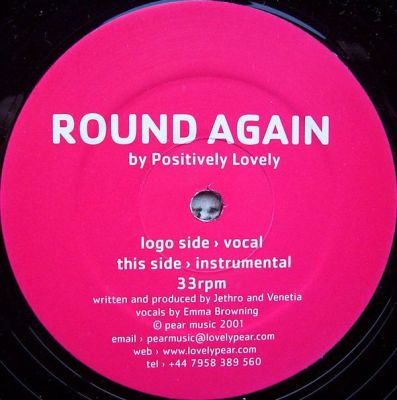 ROUND AGAIN
by Positively Lovely
logo side › vocal
this side › instrumental
33rpm
written and produced by Jethro and Venetia
vocals by Emma Browning
© pear music 2001
email › pearmusic@lovelypear.com
web › www.lovelypear.com
tel › +44 7958 389 560